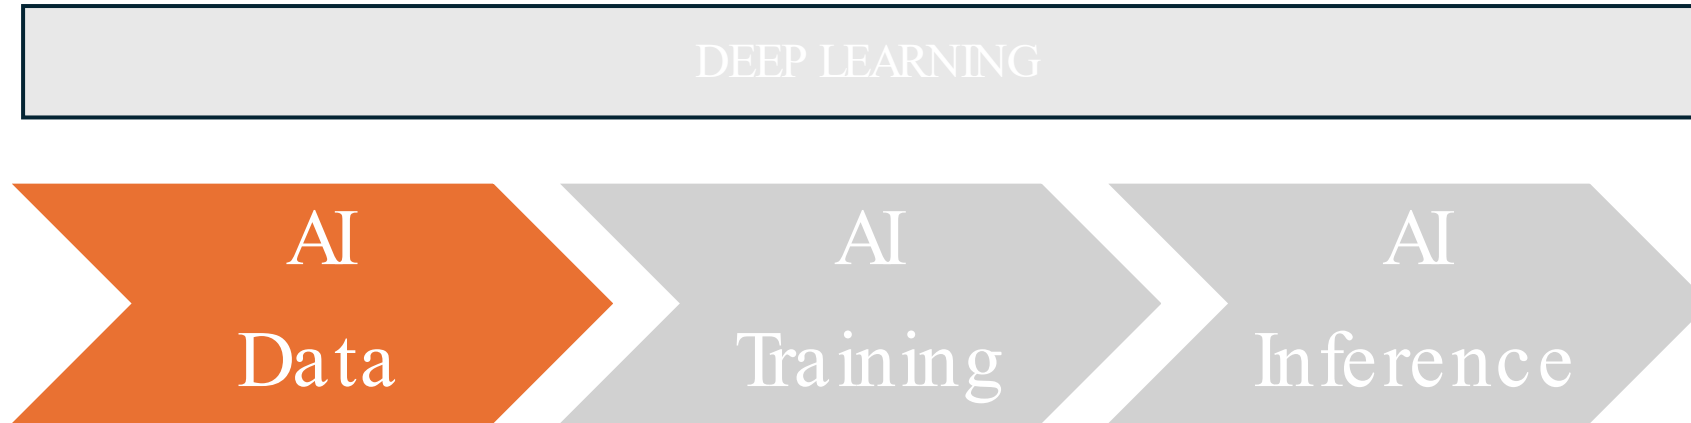 DEEP LEARNING
AI
Data
AI
Training
AI
Inference